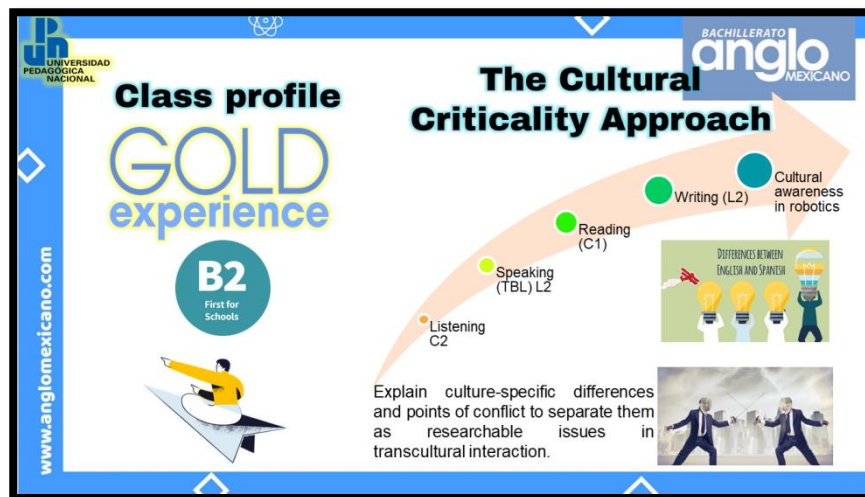 UNIVERSIDAD
PEDAGÓGICA
NACIONAL
BACHILLERATO
anglo
MEXICANO
Class profile
GOLD
experience
B2
First for
Schools
www.anglomexicano.com
The Cultural
Criticality Approach
Listening
C2
Speaking
(TBL) L2
Reading
(C1)
Writing (L2)
Cultural
awareness
in robotics
DIFFERENCES BETWEEN
ENGLISH AND SPANISH
Explain culture-specific differences
and points of conflict to separate them
as researchable issues in
transcultural interaction.